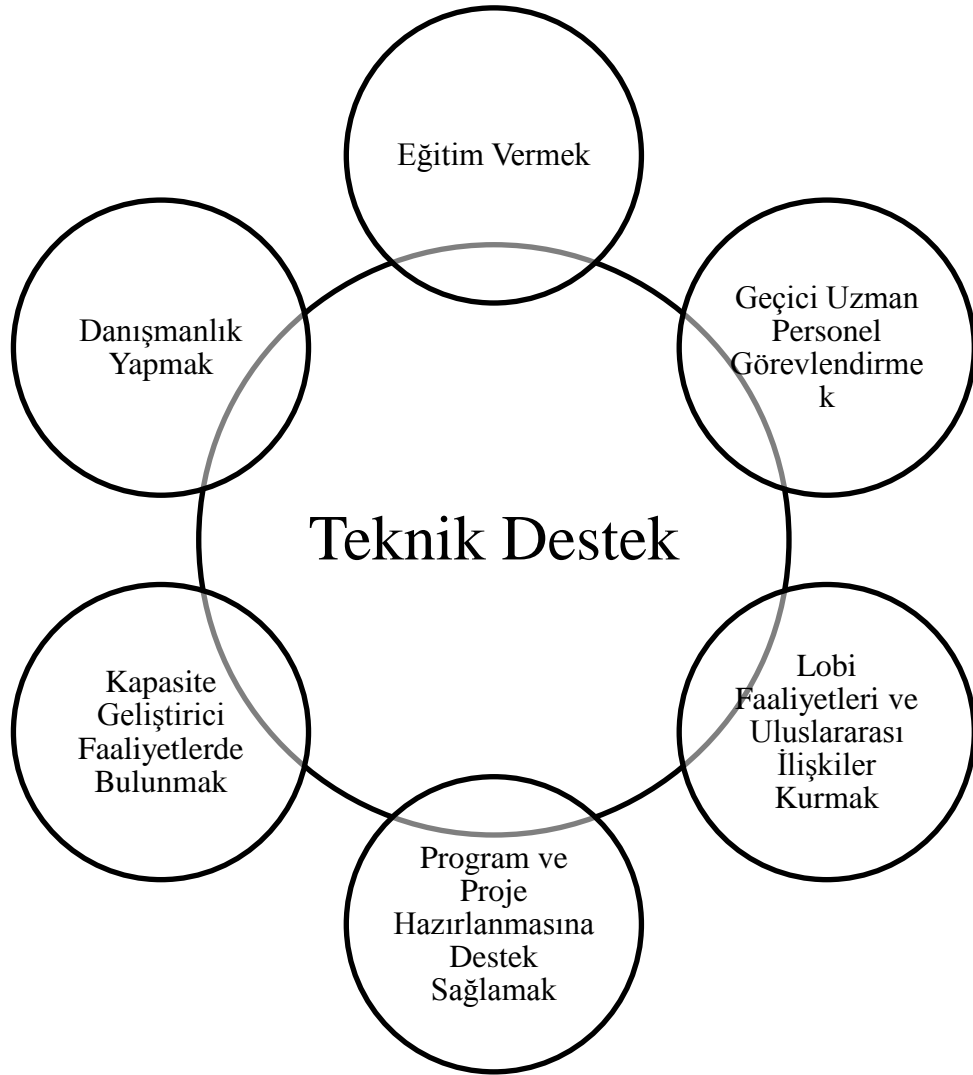 Eğitim Vermek
Geçici Uzman
Personel
Görevlendirme
k
Lobi
Faaliyetleri ve
Uluslararası
İlişkiler
Kurmak
Program ve
Proje
Hazırlanmasına
Destek
Sağlamak
Kapasite
Geliştirici
Faaliyetlerde
Bulunmak
Danışmanlık
Yapmak
Teknik Destek